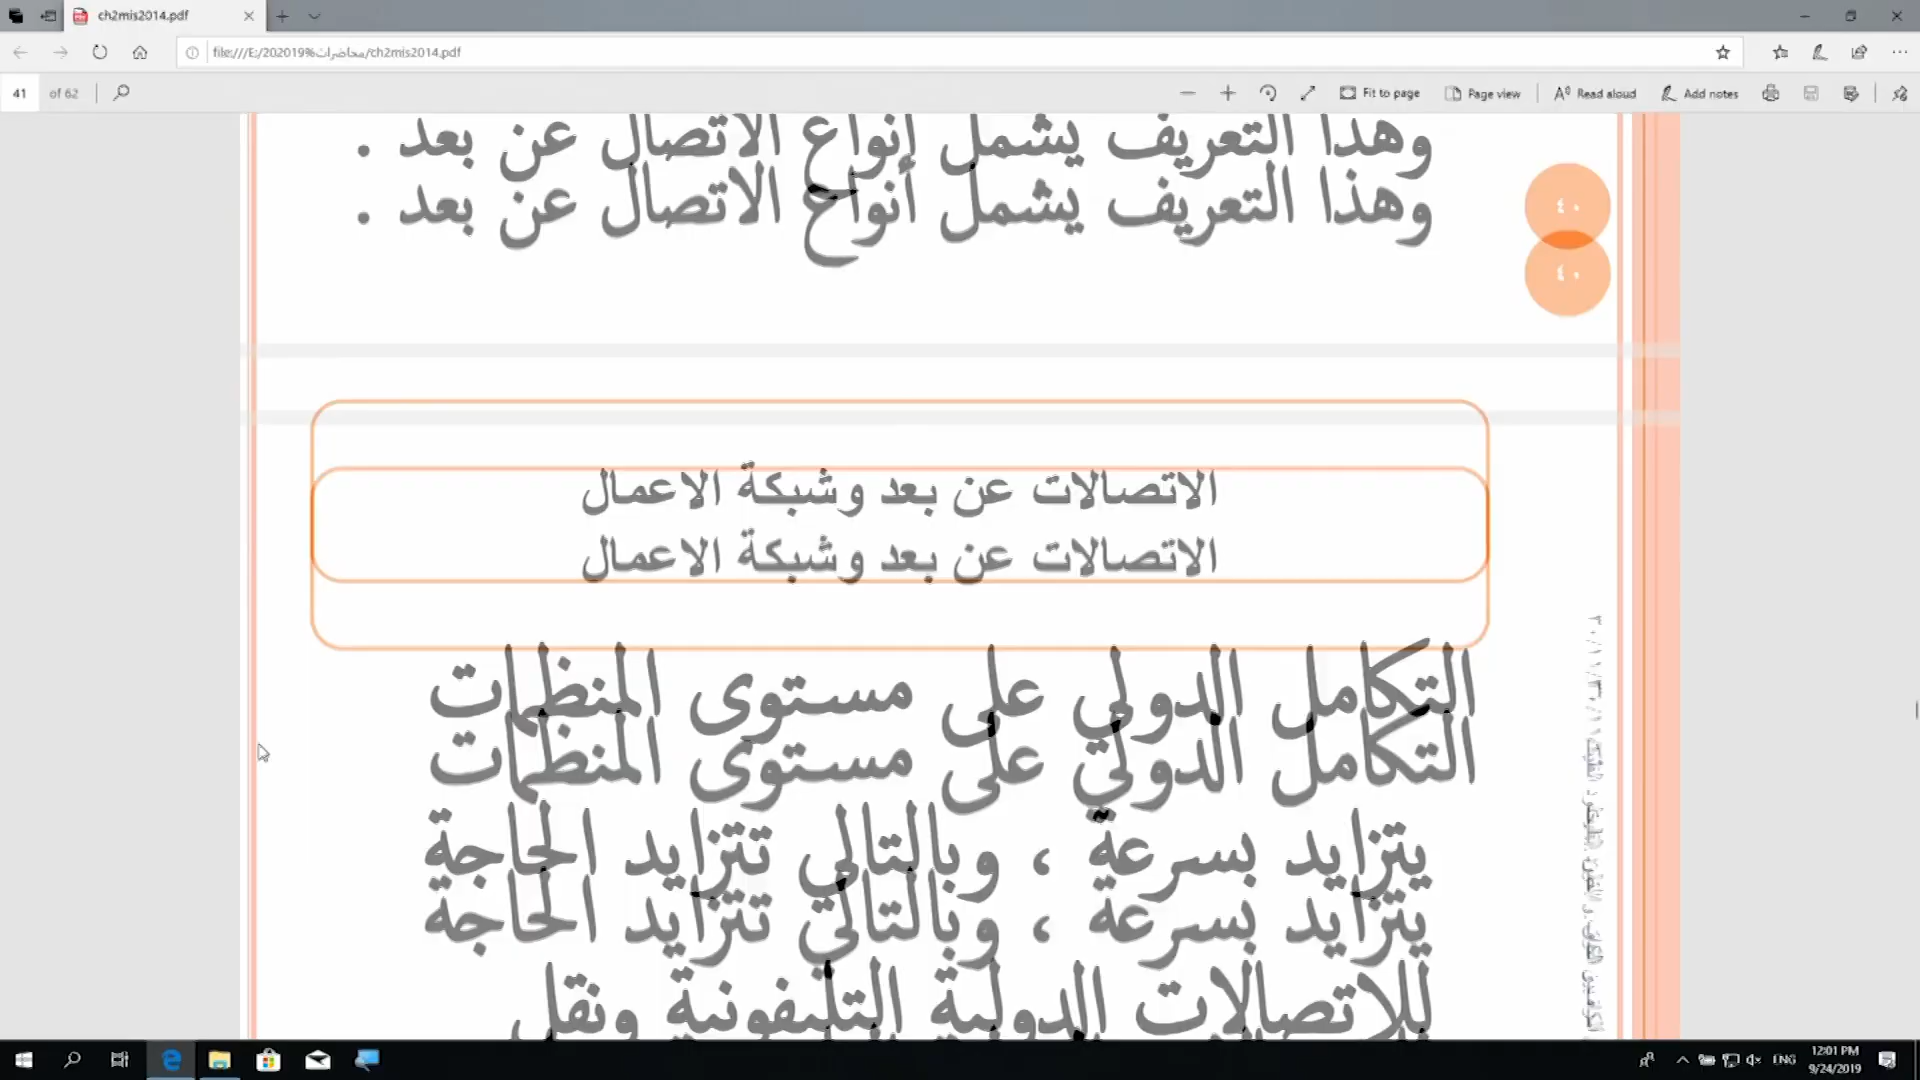 ch2mis2014.pdf
file:///E:/202019%محاضرات/ch2mis2014.pdf
41 of 62
Fit to page
Page view
Read aloud
Add notes
وهذا التعريف يشمل أنواع الاتصال عن بعد .
وهذا التعريف يشمل أنواع الاتصال عن بعد .
٤٠
٤٠
الاتصالات عن بعد وشبكة الاعمال
الاتصالات عن بعد وشبكة الاعمال
التكامل الدولي على مستوى المنظمات
التكامل الدولي على مستوى المنظمات
يتزايد بسرعة ، وبالتالي تتزايد الحاجة
يتزايد بسرعة ، وبالتالي تتزايد الحاجة
للاتصالات الدولية التليفونية ونقل
ENG
12:01 PM
9/24/2019